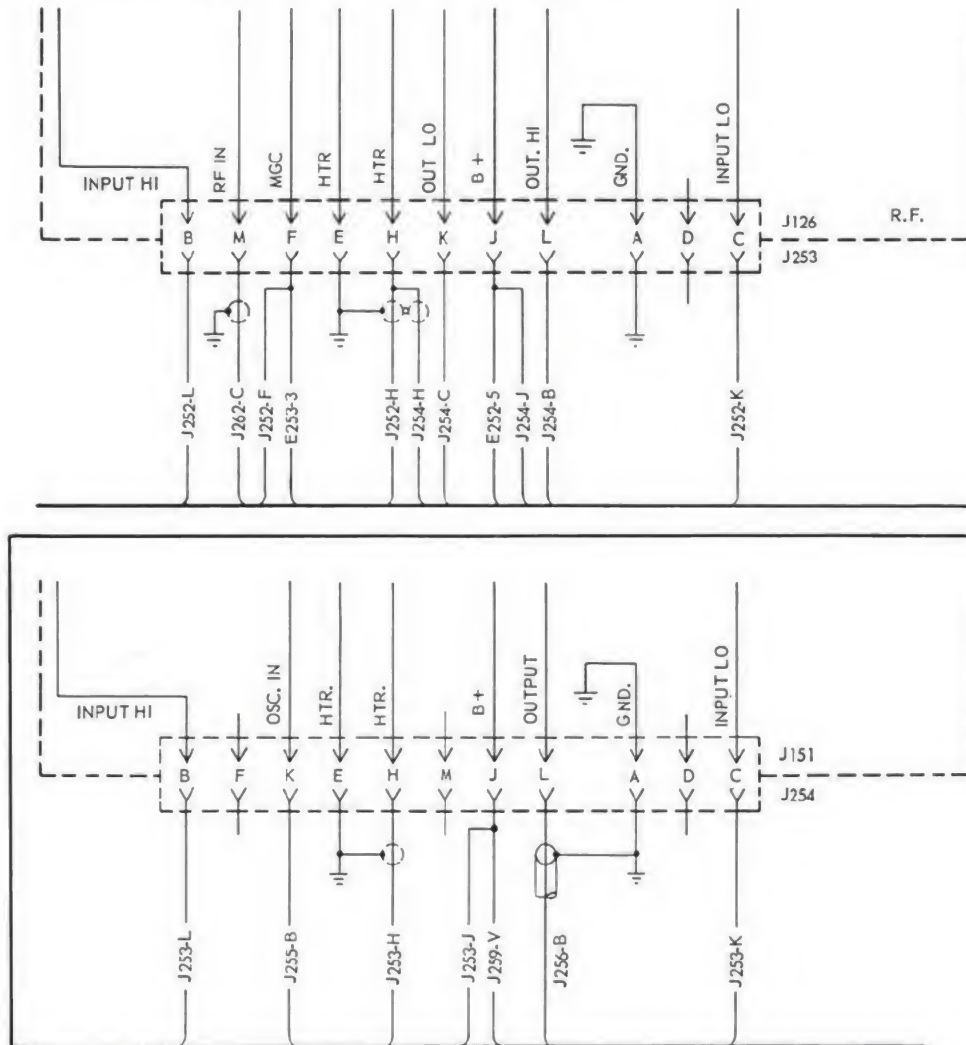 INPUT HI
RF IN
MGC
HTR
HTR
OUT LO
B+
OUT. HI
GND.
INPUT LO
J126
R.F.
B M F E H K J L A D C
J253
J252-L
J262-C
J252-F
E253-3
J252-H
J254-H
J254-C
E252-5
J254-J
J254-B
J252-K
INPUT HI
OSC. IN
HTR.
HTR.
B+
OUTPUT
GND.
INPUT LO
J151
B F K E H M J L A D C
J254
J253-L
J255-B
J253-H
J253-J
J259-V
J256-B
J253-K